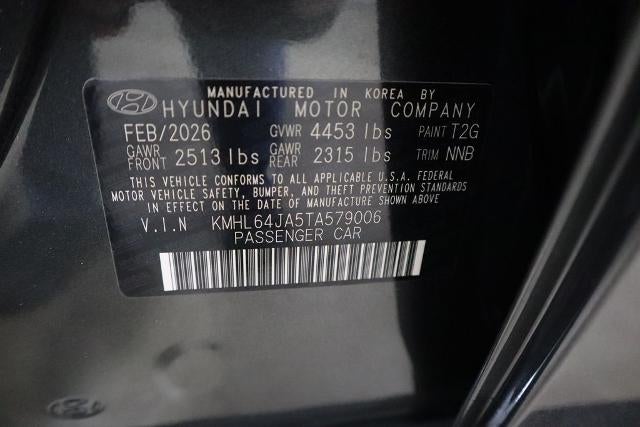 MANUFACTURED IN KOREA BY
HYUNDAI MOTOR COMPANY
FEB/2026 GVWR 4453 lbs PAINT T2G
GAWR FRONT 2513 lbs GAWR REAR 2315 lbs TRIM NNB
THIS VEHICLE CONFORMS TO ALL APPLICABLE U.S.A. FEDERAL
MOTOR VEHICLE SAFETY, BUMPER, AND THEFT PREVENTION STANDARDS
IN EFFECT ON THE DATE OF MANUFACTURE SHOWN ABOVE
V.I.N KMHL64JA5TA579006
PASSENGER CAR